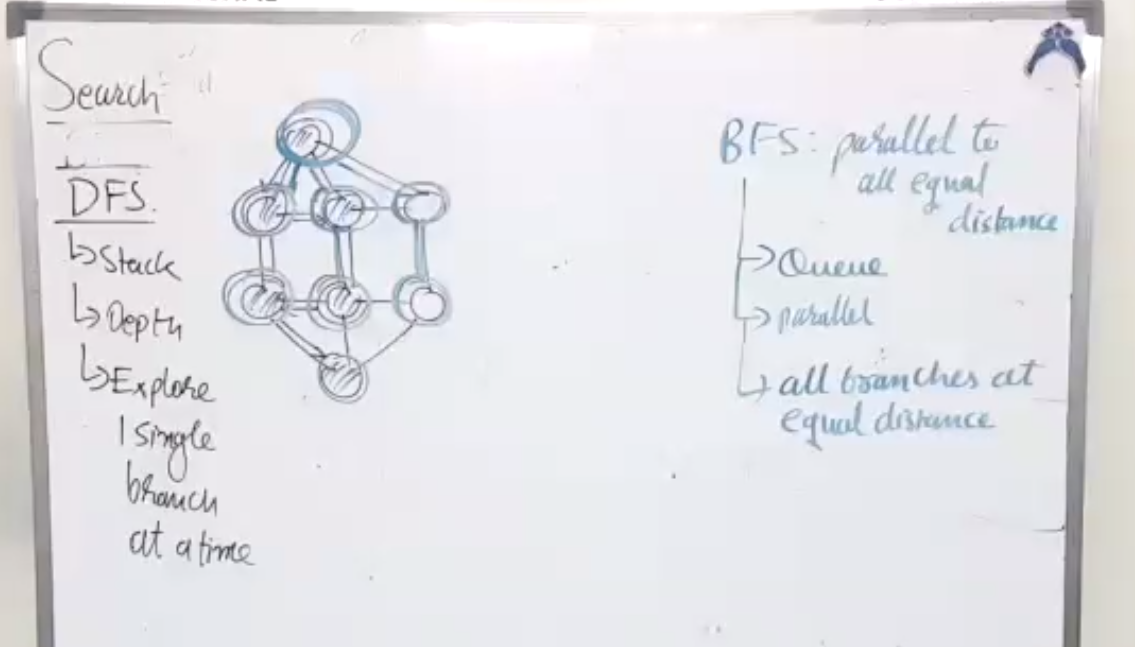 Search
DFS.
↳ Stack
↳ Depth
↳ Explore
1 single
branch
at a time
BFS: parallel to
all equal
distance
→ Queue
→ parallel
↳ all branches at
equal distance